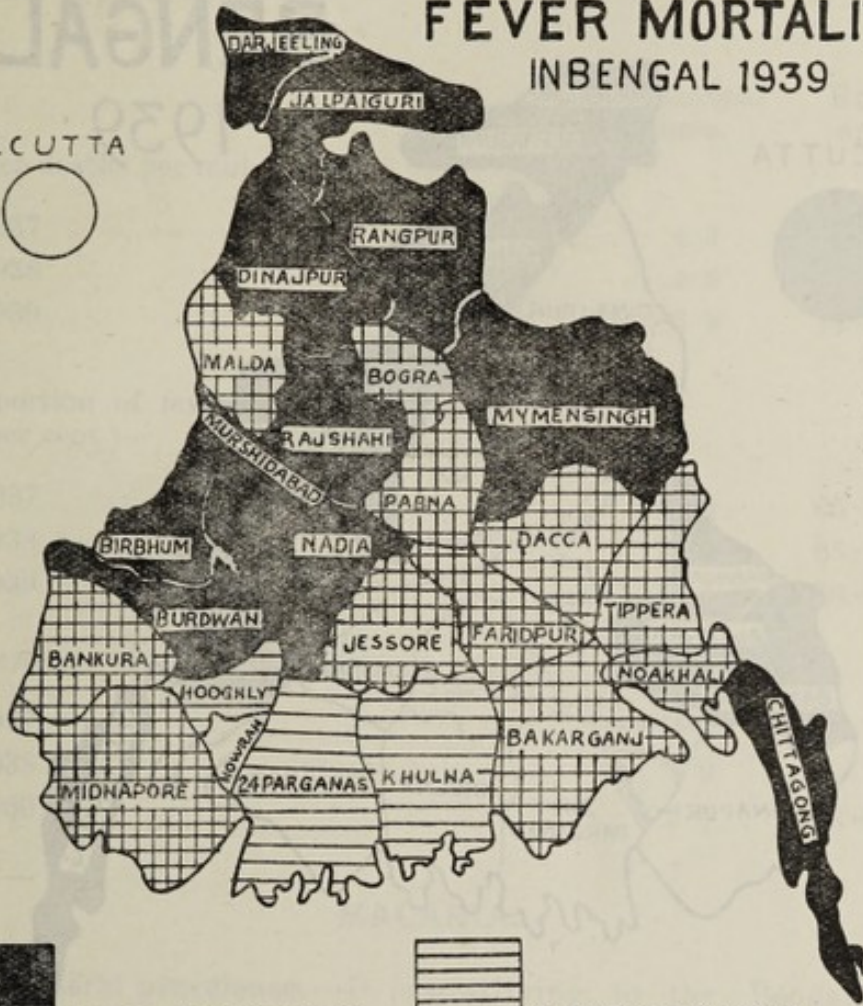 FEVER MORTALI
INBENGAL 1939
LCUTTA
DARJEELING
JALPAIGURI
RANGPUR
DINAJPUR
MALDA
BOGRA
MYMENSINGH
RAJSHAHI
MURSHIDABAD
PABNA
DACCA
BIRBHUM
NADIA
TIPPERA
BURDWAN
JESSORE
FARIDPUR
BANKURA
NOAKHALI
HOOGHLY
HOWRAH
BAKARGANJ
CHITTAGONG
24PARGANAS
KHULNA
MIDNAPORE